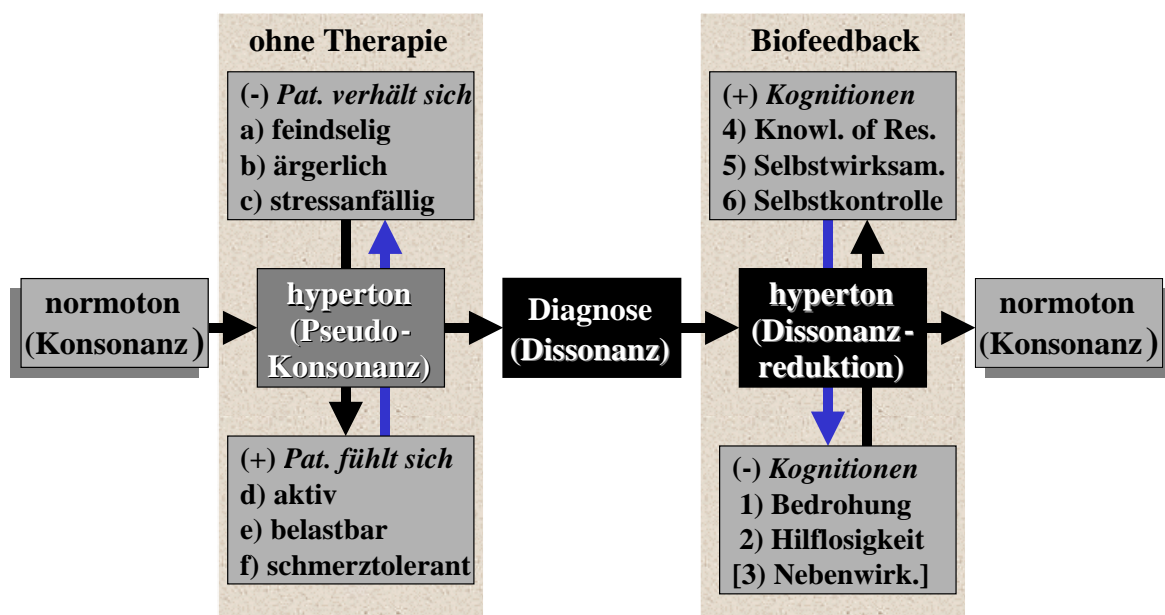 ohne Therapie
(-) Pat. verhält sich
a) feindselig
b) ärgerlich
c) stressanfällig
normoton
(Konsonanz)
hyperton
(Pseudo-
Konsonanz)
(+) Pat. fühlt sich
d) aktiv
e) belastbar
f) schmerztolerant
Diagnose
(Dissonanz)
Biofeedback
(+) Kognitionen
4) Knowl. of Res.
5) Selbstwirksam.
6) Selbstkontrolle
hyperton
(Dissonanz-
reduktion)
(-) Kognitionen
1) Bedrohung
2) Hilflosigkeit
[3) Nebenwirk.]
normoton
(Konsonanz)